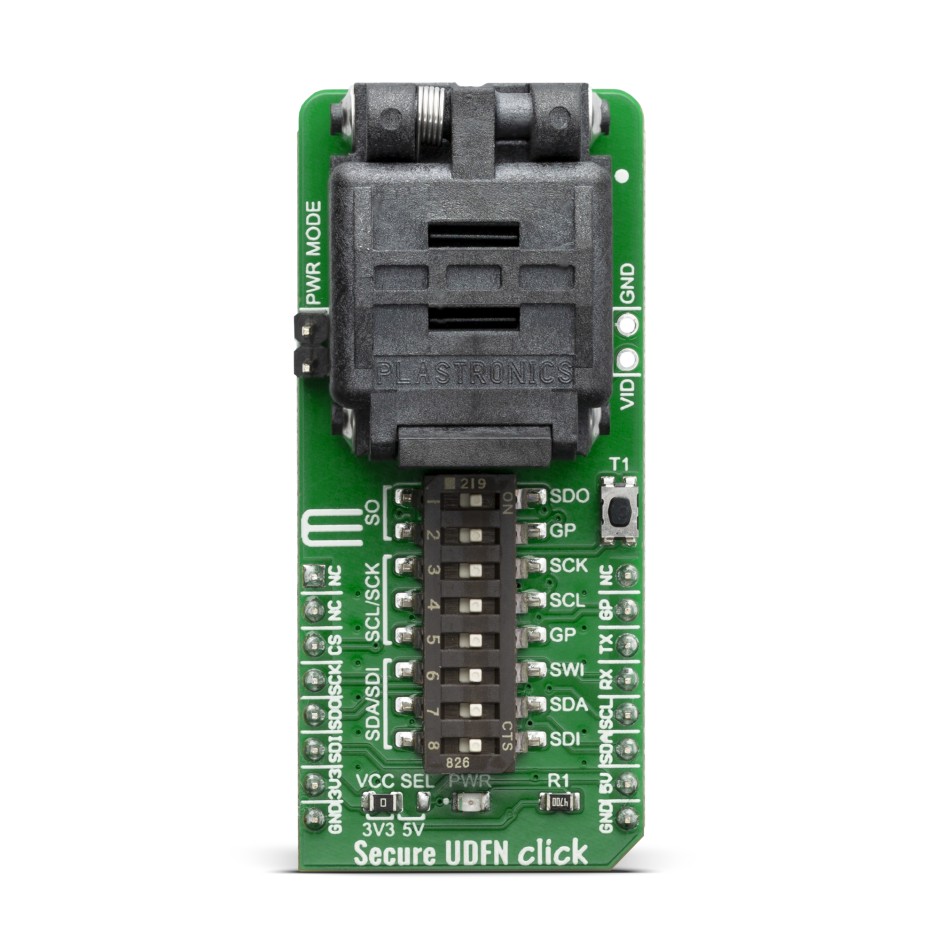 PWR MODE
GND
VID
PLASTRONICS
T1
219
ON
SO
1
SDO
2
GP
SCL/SCK
3
SCK
4
SCL
5
GP
SDA/SDI
6
SWI
7
SDA
8
SDI
CTS
826
NC
NC
CS
SCK
SDO
SDI
3V3
GND
NC
GP
TX
RX
SCL
SDA
5V
GND
VCC SEL
PWR
R1
0
4700
3V3 5V
Secure UDFN click